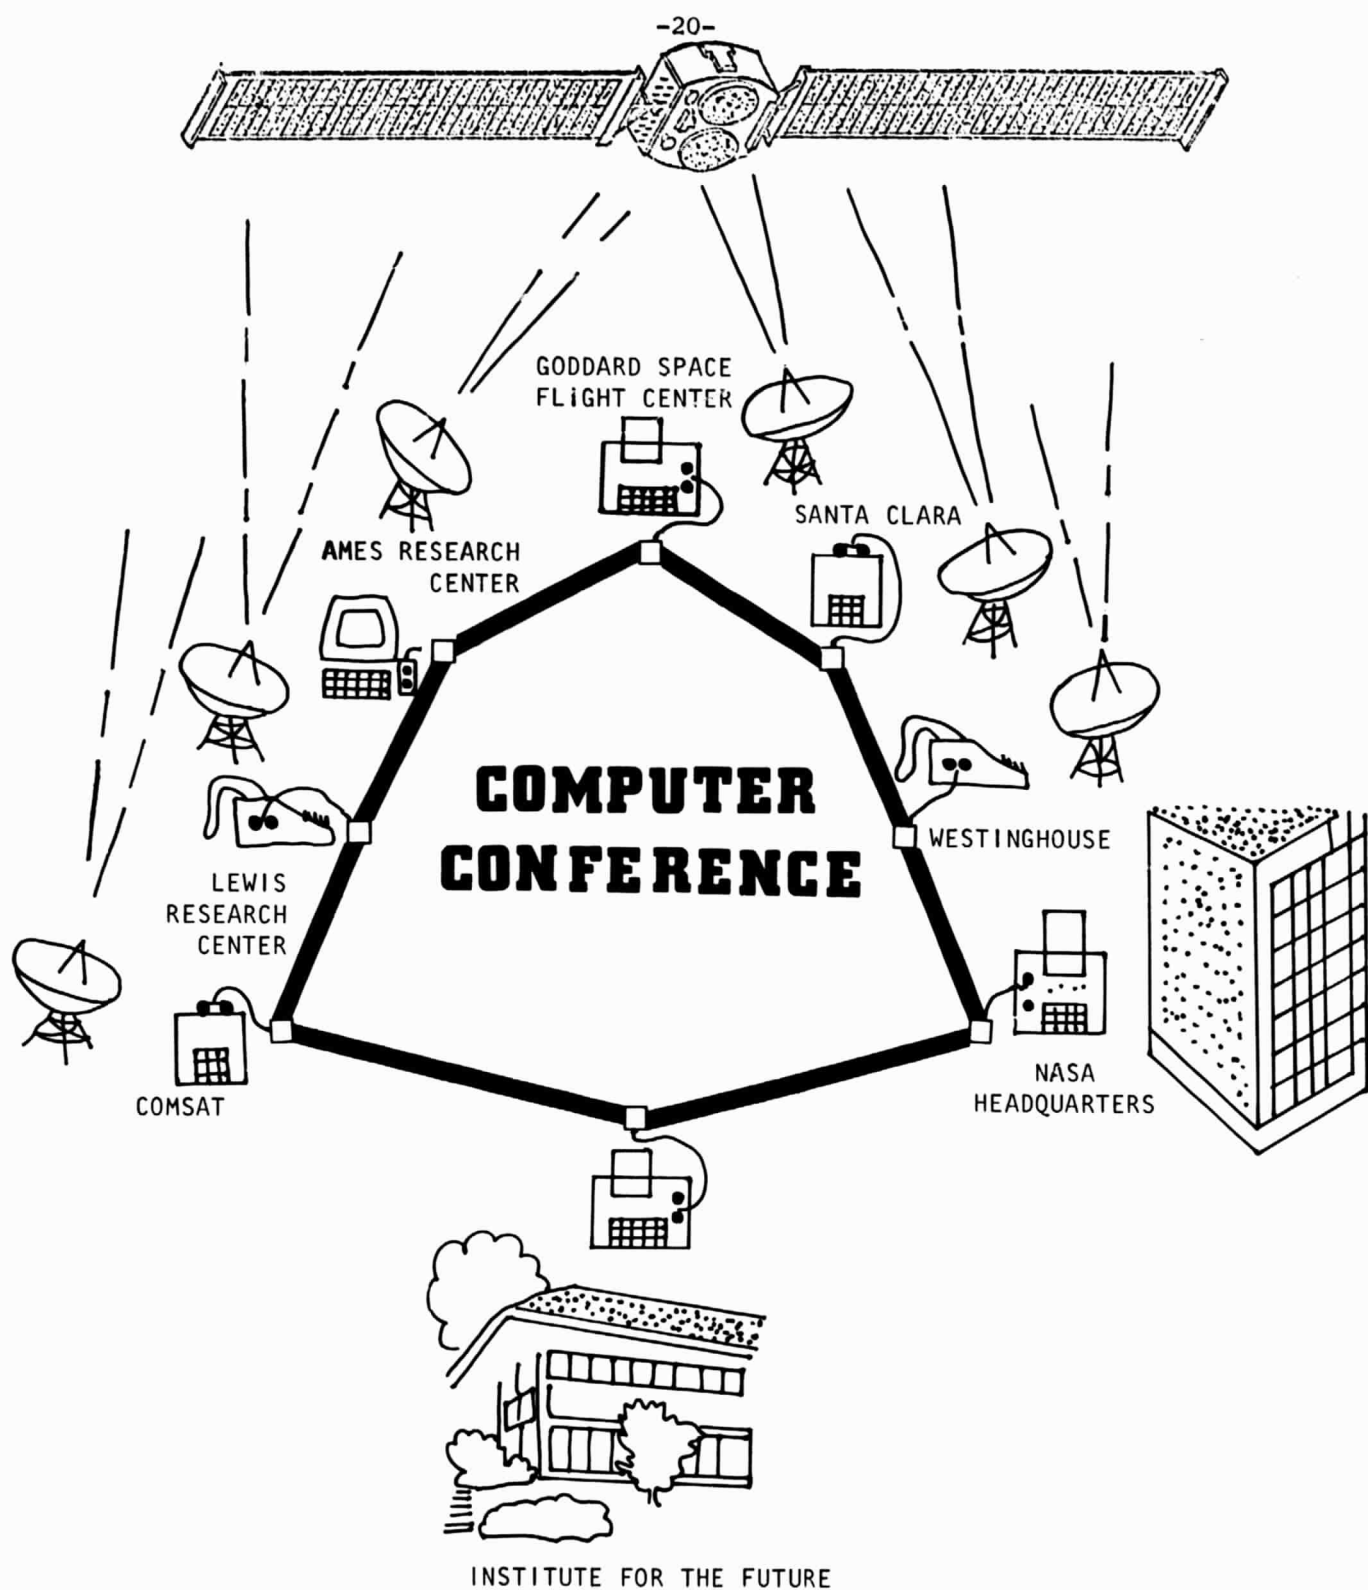 -20-
GODDARD SPACE
FLIGHT CENTER
SANTA CLARA
AMES RESEARCH
CENTER
COMPUTER
CONFERENCE
WESTINGHOUSE
LEWIS
RESEARCH
CENTER
NASA
HEADQUARTERS
COMSAT
INSTITUTE FOR THE FUTURE